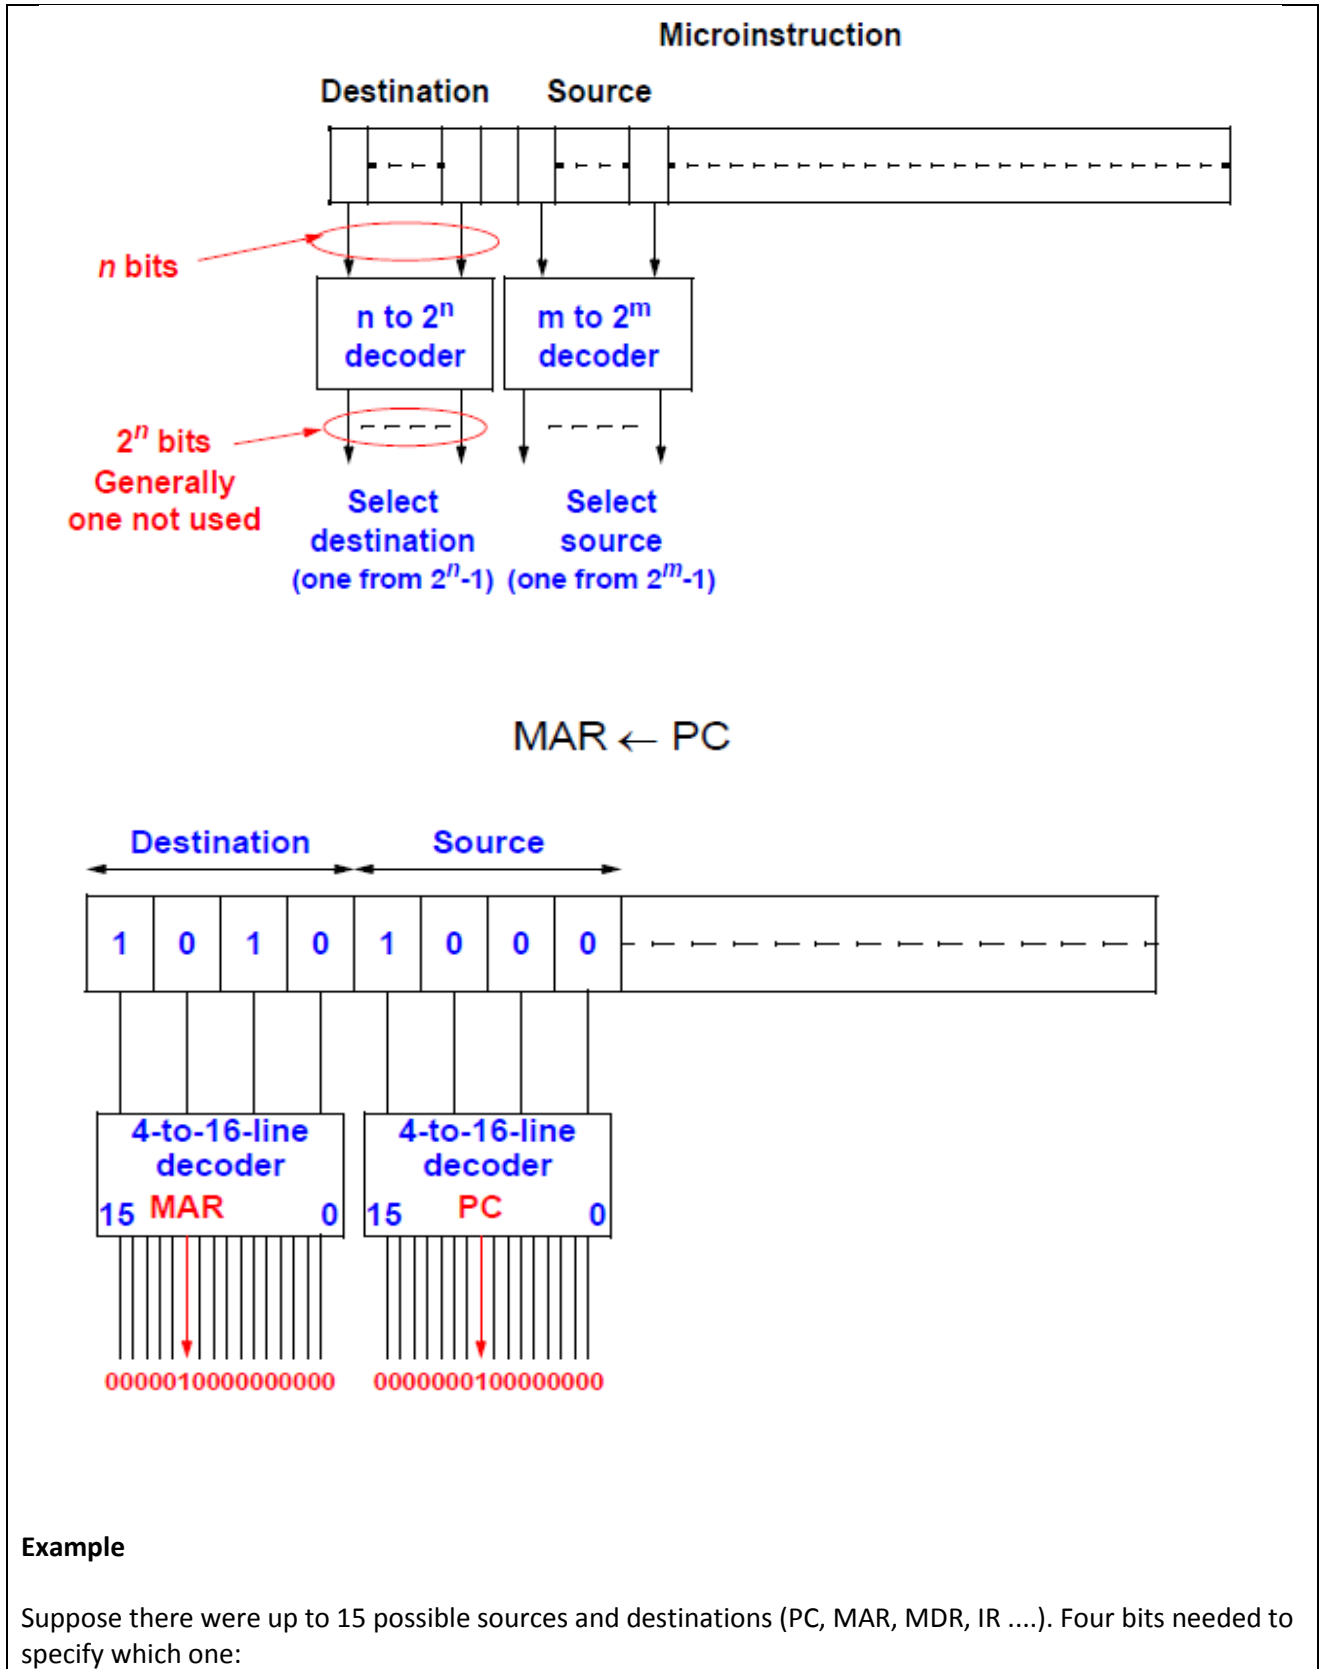 Microinstruction
Destination Source
n bits
n to 2ⁿ
decoder
m to 2ᵐ
decoder
2ⁿ bits
Generally
one not used
Select
destination
(one from 2ⁿ-1)
Select
source
(one from 2ᵐ-1)
MAR ← PC
Destination Source
1 0 1 0 1 0 0 0
4-to-16-line
decoder
15 MAR 0
4-to-16-line
decoder
15 PC 0
0000010000000000 0000000100000000
Example
Suppose there were up to 15 possible sources and destinations (PC, MAR, MDR, IR ....). Four bits needed to
specify which one: